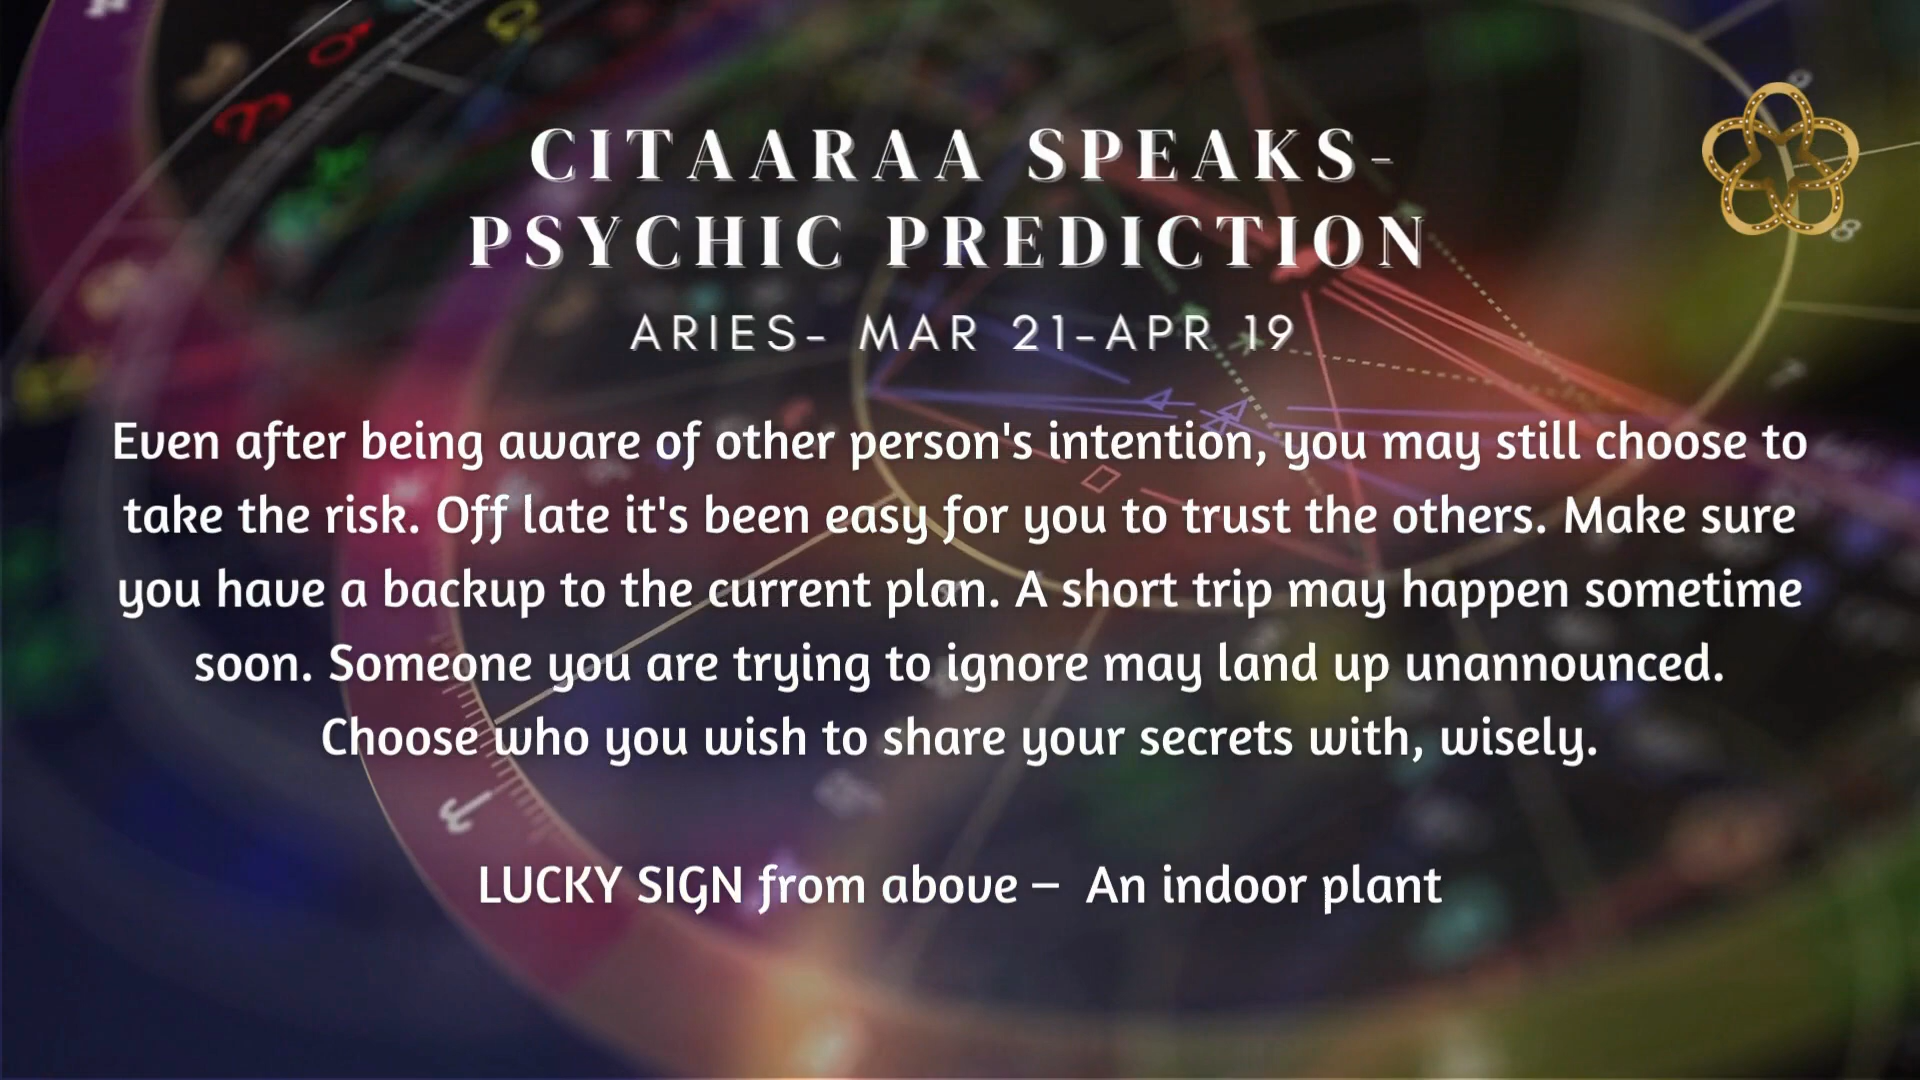 CITAARAA SPEAKS-
PSYCHIC PREDICTION
ARIES- MAR 21-APR 19
Even after being aware of other person's intention, you may still choose to
take the risk. Off late it's been easy for you to trust the others. Make sure
you have a backup to the current plan. A short trip may happen sometime
soon. Someone you are trying to ignore may land up unannounced.
Choose who you wish to share your secrets with, wisely.
LUCKY SIGN from above – An indoor plant
9
8
7